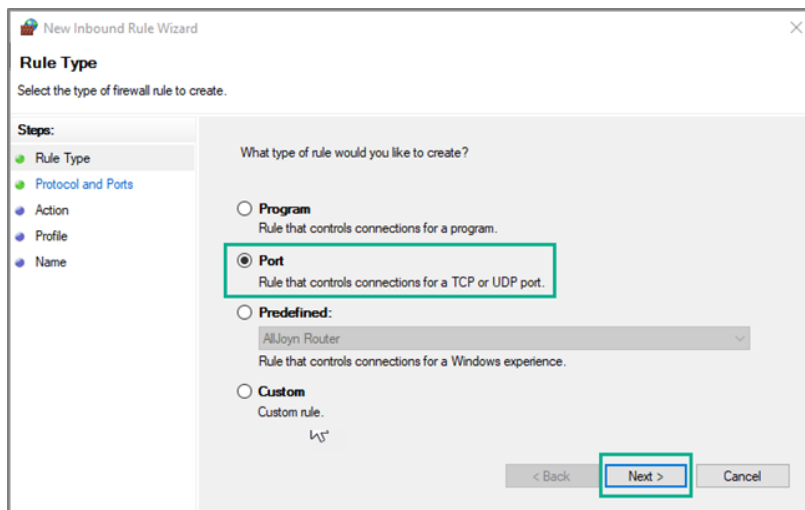 New Inbound Rule Wizard
Rule Type
Select the type of firewall rule to create.
Steps:
Rule Type
Protocol and Ports
Action
Profile
Name
What type of rule would you like to create?
Program
Rule that controls connections for a program.
Port
Rule that controls connections for a TCP or UDP port.
Predefined:
AllJoyn Router
Rule that controls connections for a Windows experience.
Custom
Custom rule.
< Back
Next >
Cancel